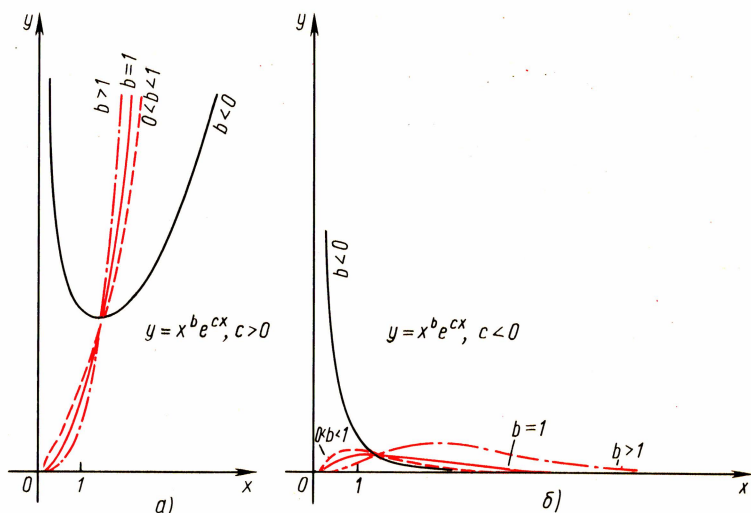 y
b>1
b=1
0<b<1
b<0
y=x^b e^{cx}, c>0
0
1
x
а)
y
b<0
y=x^b e^{cx}, c<0
0<b<1
b=1
b>1
0
1
x
б)